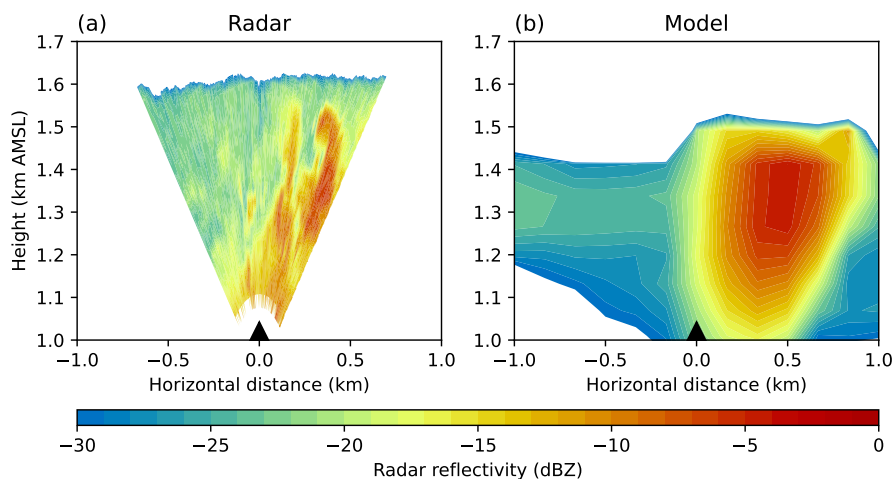 (a) Radar
(b) Model
1.7
1.6
1.5
1.4
1.3
1.2
1.1
1.0
Height (km AMSL)
−1.0 −0.5 0.0 0.5 1.0
Horizontal distance (km)
1.7
1.6
1.5
1.4
1.3
1.2
1.1
1.0
−1.0 −0.5 0.0 0.5 1.0
Horizontal distance (km)
−30 −25 −20 −15 −10 −5 0
Radar reflectivity (dBZ)